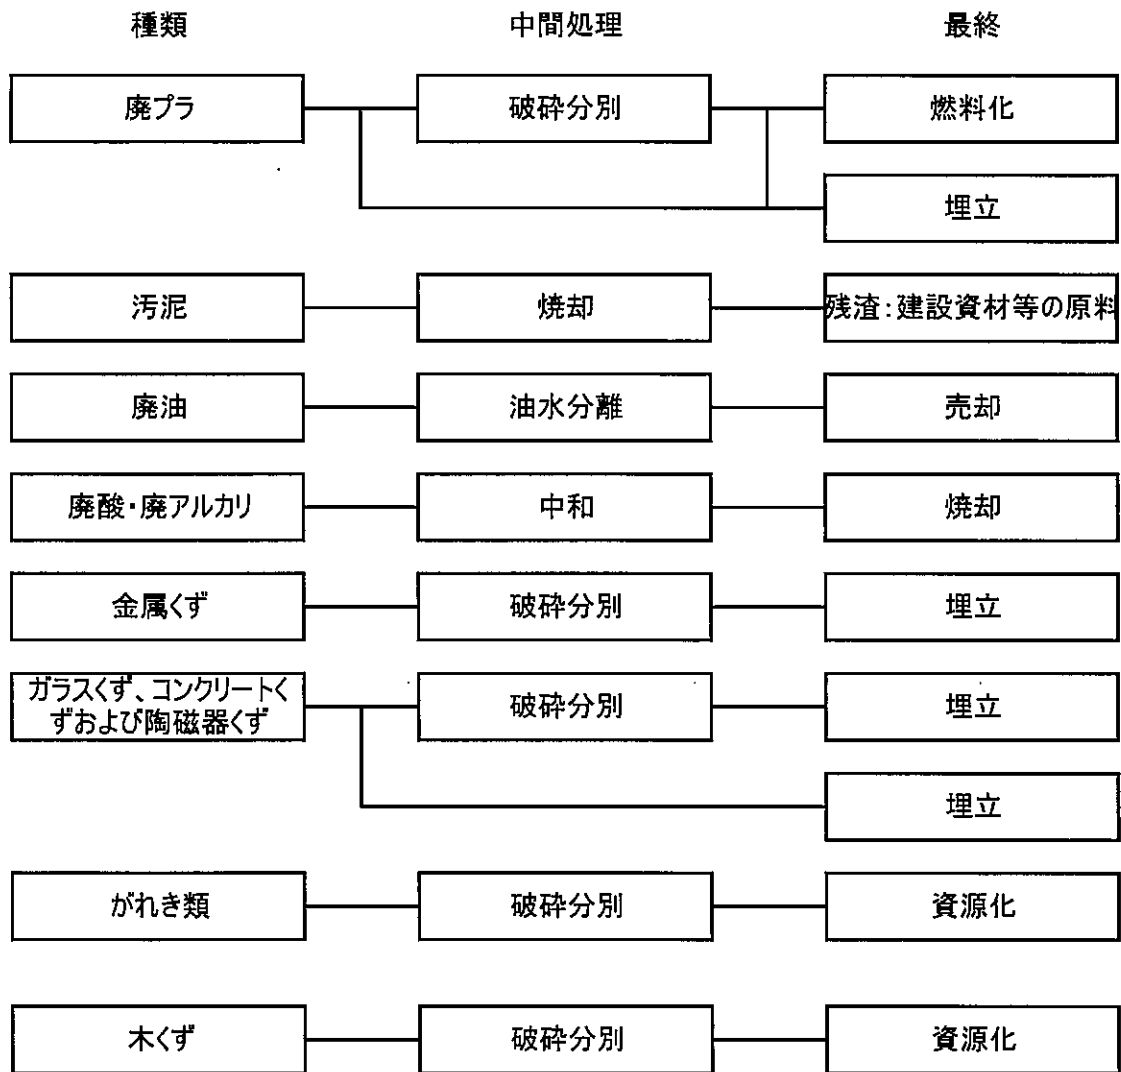 種類 中間処理 最終
廃プラ 破砕分別 燃料化
埋立
汚泥 焼却 残渣:建設資材等の原料
廃油 油水分離 売却
廃酸・廃アルカリ 中和 焼却
金属くず 破砕分別 埋立
ガラスくず、コンクリートく
ずおよび陶磁器くず 破砕分別 埋立
埋立
がれき類 破砕分別 資源化
木くず 破砕分別 資源化